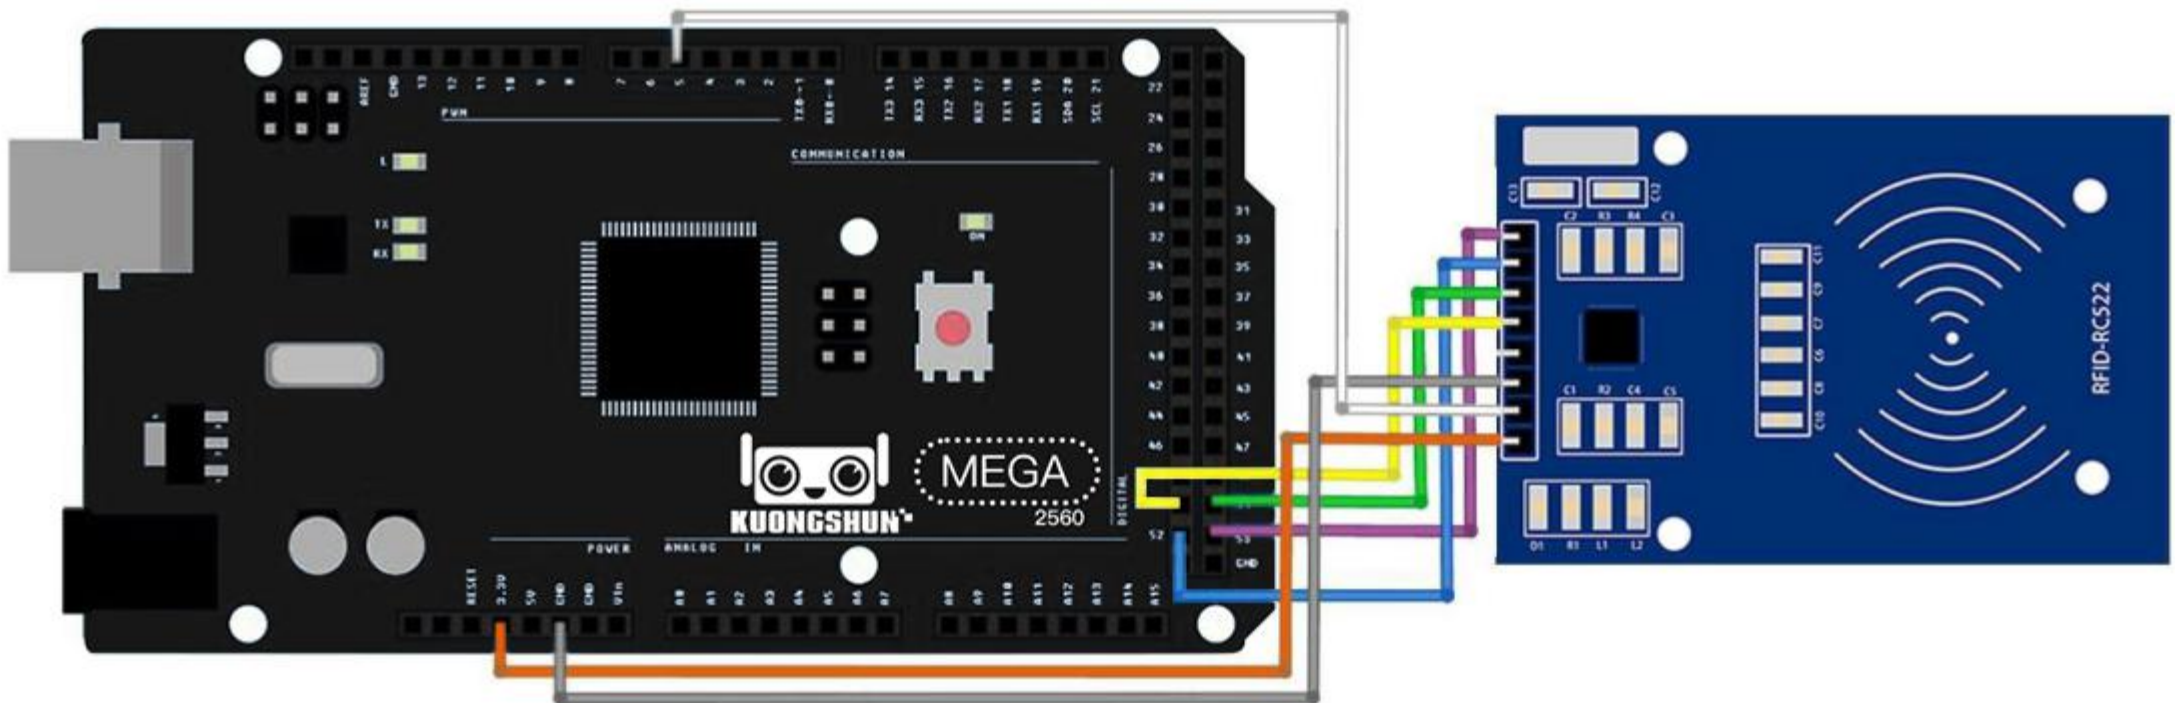 AREF
GND
13
12
11
10
9
8
7
6
5
4
3
2
TX0→1
RX0←0
TX3 14
RX3 15
TX2 16
RX2 17
TX1 18
RX1 19
SDA 20
SCL 21
PWM
COMMUNICATION
L
TX
RX
ON
22
24
26
28
30
31
32
33
34
35
36
37
38
39
40
41
42
43
44
45
46
47
52
53
GND
DIGITAL
MEGA
2560
KUONGSHUN
POWER
ANALOG IN
RESET
3.3V
5V
GND
GND
Vin
A0
A1
A2
A3
A4
A5
A6
A7
A8
A9
A10
A11
A12
A13
A14
A15
C13
C12
C2
R3
R4
C3
C11
C9
C7
C6
C8
C10
C1
R2
C4
C5
D1
R1
L1
L2
RFID-RC522